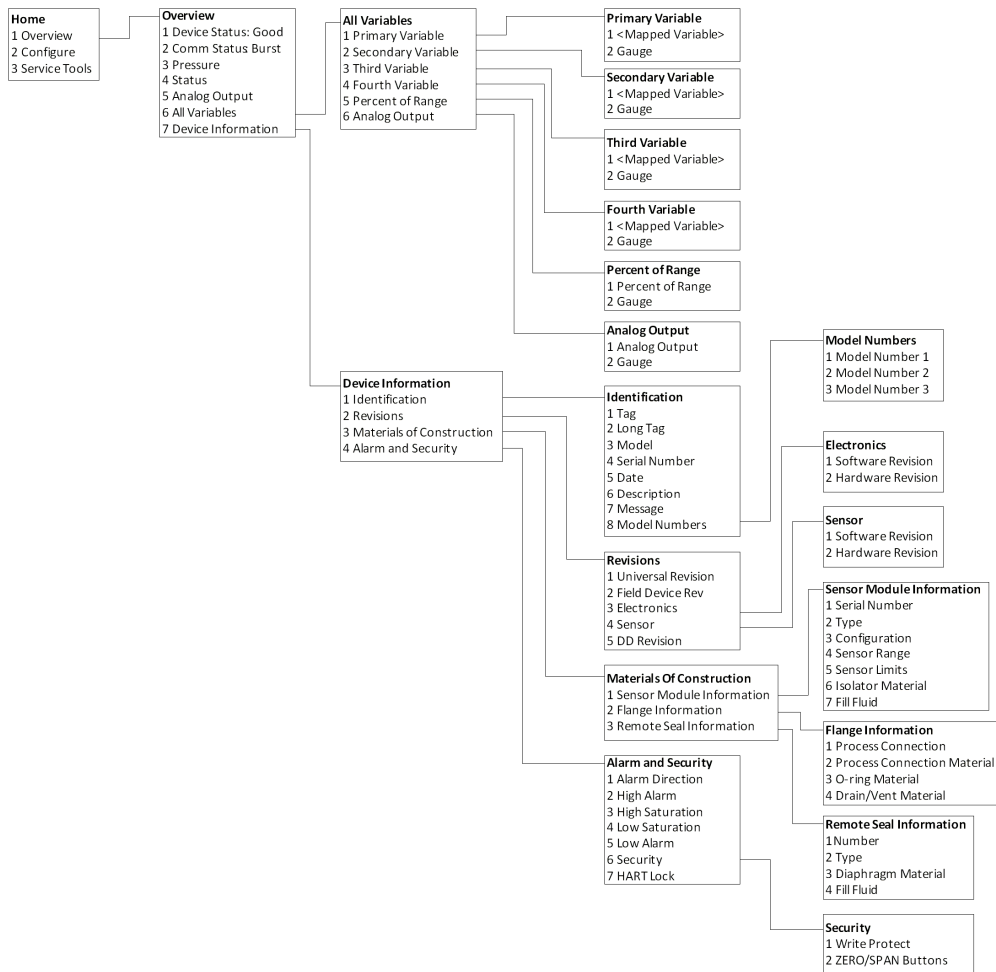 Home
1 Overview
2 Configure
3 Service Tools
Overview
1 Device Status: Good
2 Comm Status: Burst
3 Pressure
4 Status
5 Analog Output
6 All Variables
7 Device Information
All Variables
1 Primary Variable
2 Secondary Variable
3 Third Variable
4 Fourth Variable
5 Percent of Range
6 Analog Output
Primary Variable
1 <Mapped Variable>
2 Gauge
Secondary Variable
1 <Mapped Variable>
2 Gauge
Third Variable
1 <Mapped Variable>
2 Gauge
Fourth Variable
1 <Mapped Variable>
2 Gauge
Percent of Range
1 Percent of Range
2 Gauge
Analog Output
1 Analog Output
2 Gauge
Device Information
1 Identification
2 Revisions
3 Materials of Construction
4 Alarm and Security
Identification
1 Tag
2 Long Tag
3 Model
4 Serial Number
5 Date
6 Description
7 Message
8 Model Numbers
Revisions
1 Universal Revision
2 Field Device Rev
3 Electronics
4 Sensor
5 DD Revision
Materials Of Construction
1 Sensor Module Information
2 Flange Information
3 Remote Seal Information
Alarm and Security
1 Alarm Direction
2 High Alarm
3 High Saturation
4 Low Saturation
5 Low Alarm
6 Security
7 HART Lock
Model Numbers
1 Model Number 1
2 Model Number 2
3 Model Number 3
Electronics
1 Software Revision
2 Hardware Revision
Sensor
1 Software Revision
2 Hardware Revision
Sensor Module Information
1 Serial Number
2 Type
3 Configuration
4 Sensor Range
5 Sensor Limits
6 Isolator Material
7 Fill Fluid
Flange Information
1 Process Connection
2 Process Connection Material
3 O-ring Material
4 Drain/Vent Material
Remote Seal Information
1Number
2 Type
3 Diaphragm Material
4 Fill Fluid
Security
1 Write Protect
2 ZERO/SPAN Buttons